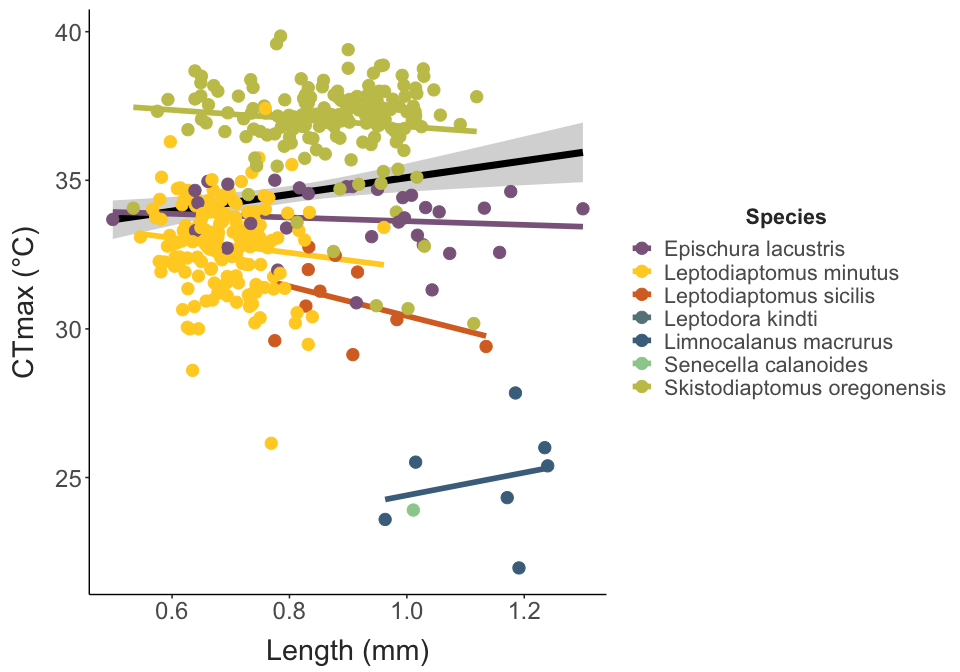 40
35
30
25
CTmax (°C)
0.6 0.8 1.0 1.2
Length (mm)
Species
Epischura lacustris
Leptodiaptomus minutus
Leptodiaptomus sicilis
Leptodora kindti
Limnocalanus macrurus
Senecella calanoides
Skistodiaptomus oregonensis